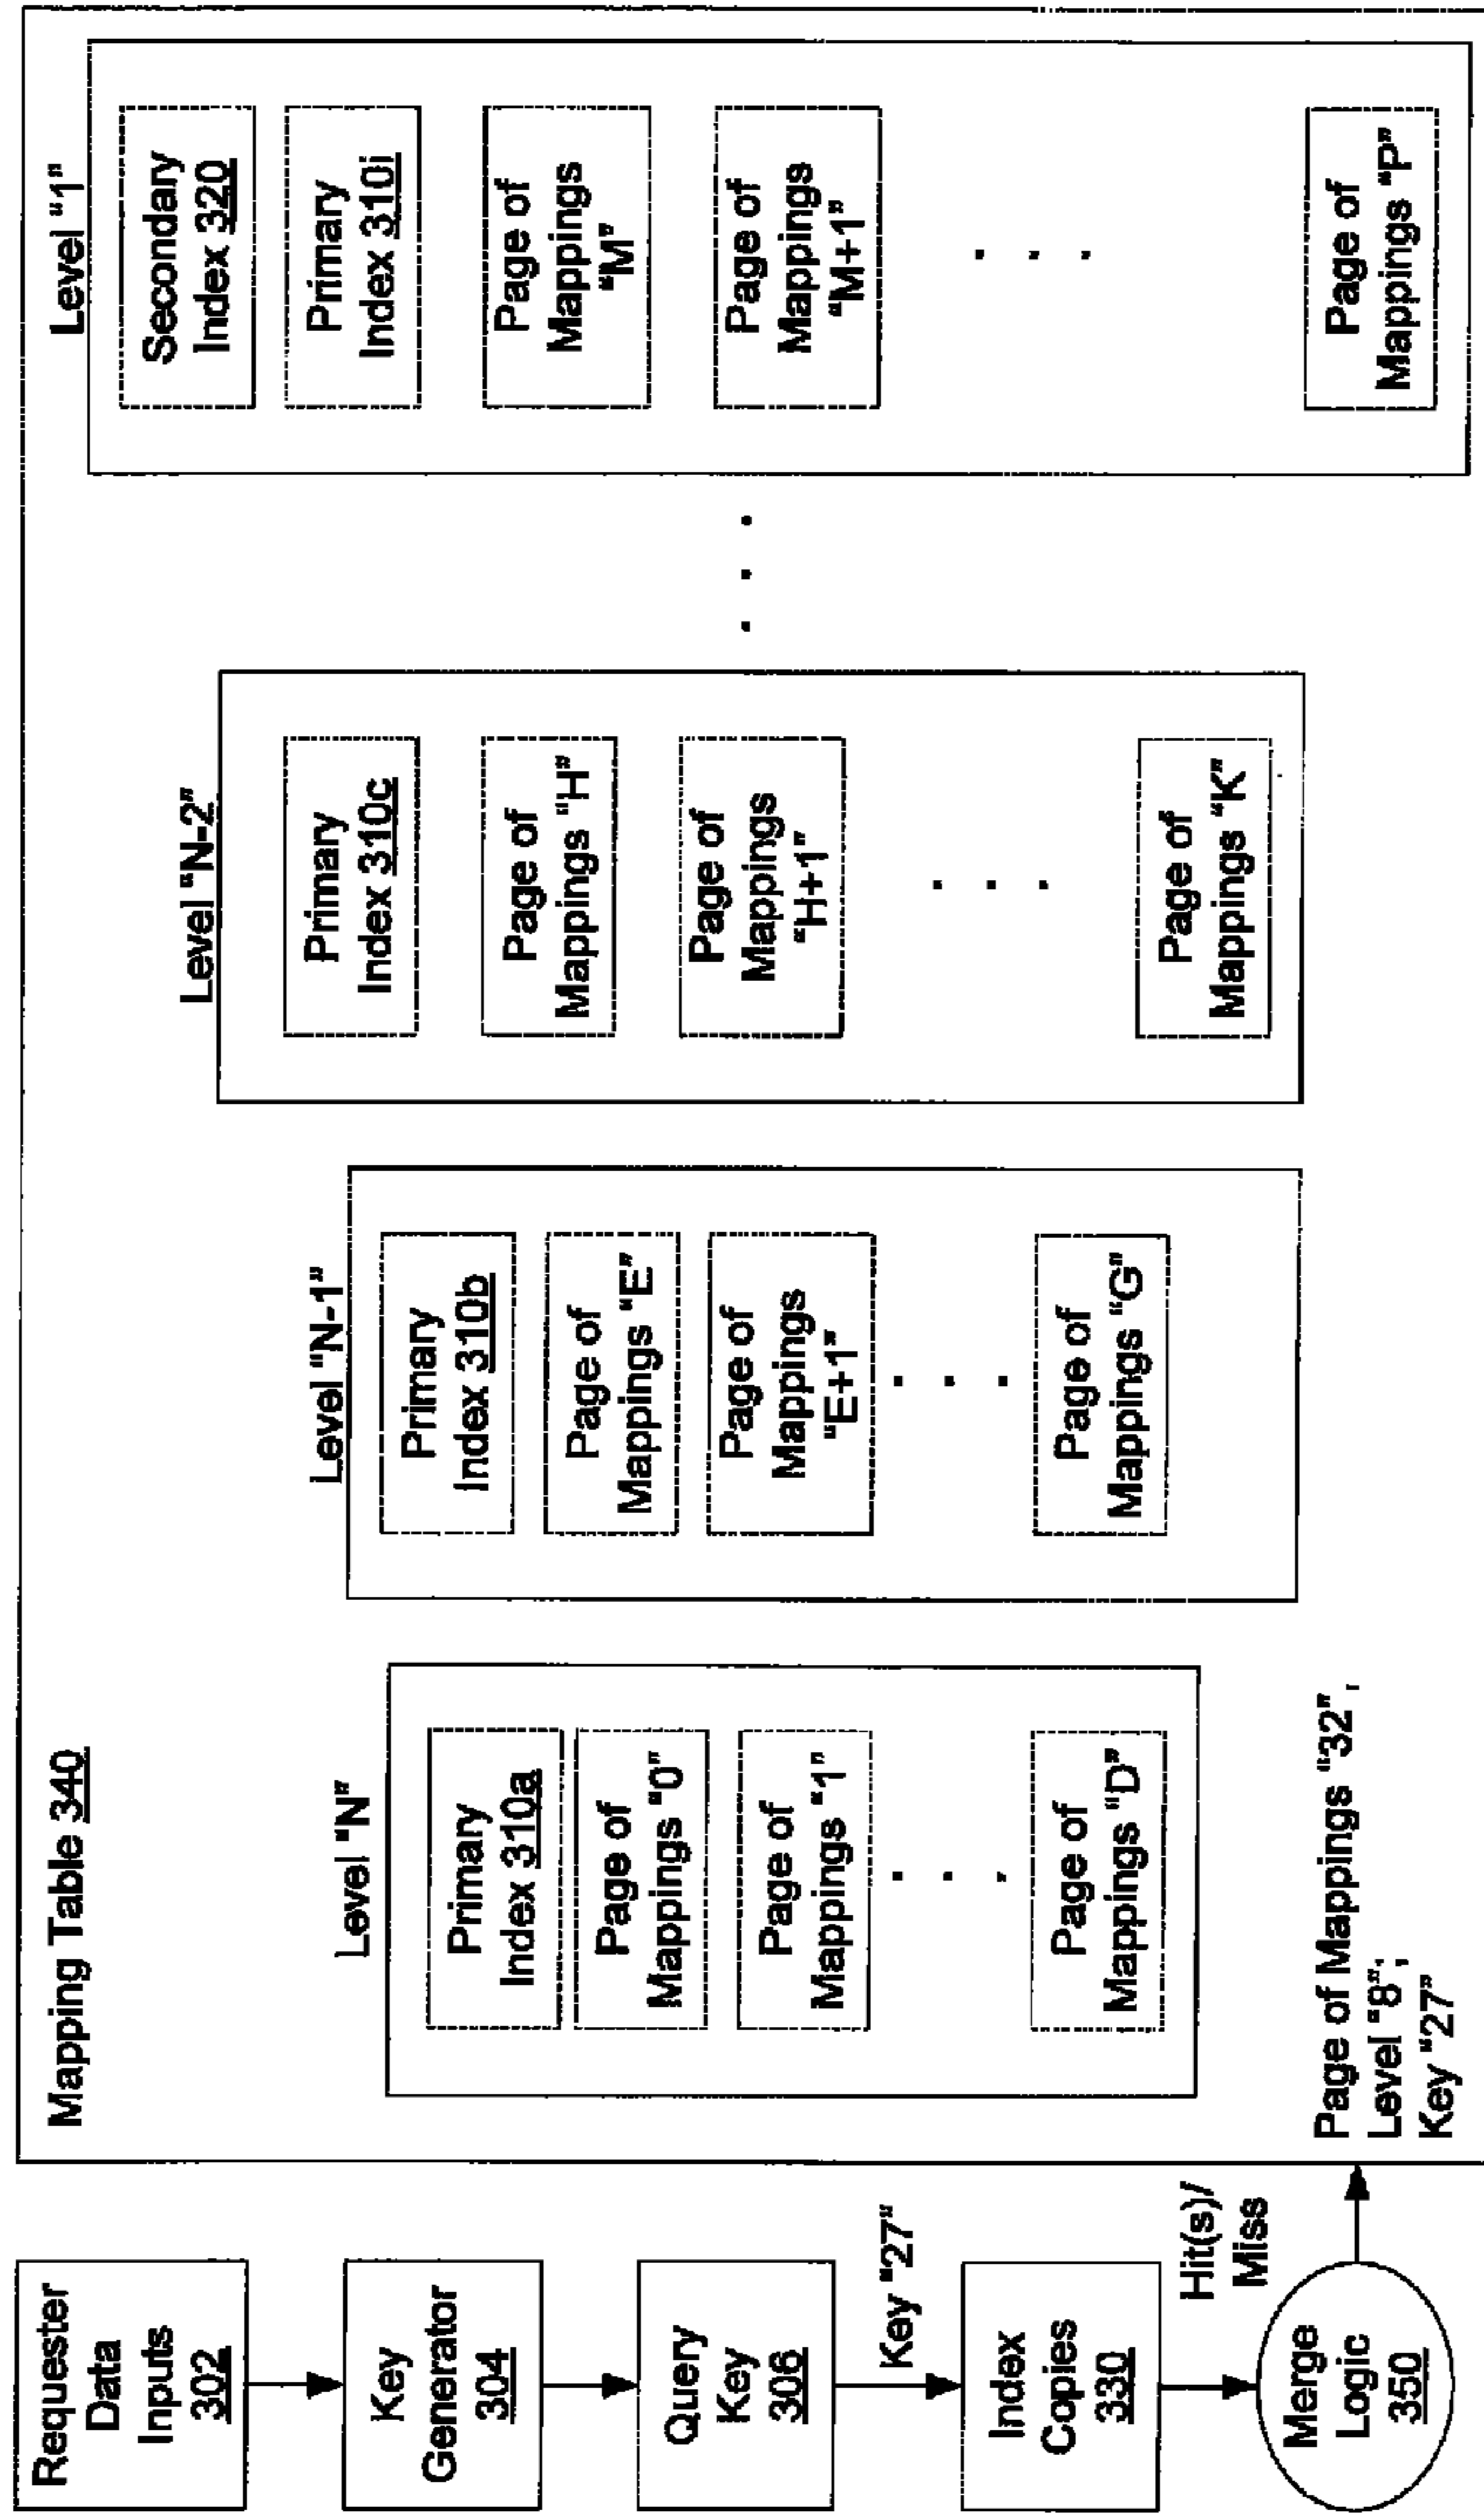 Requester
Data
Inputs
302
Key
Generator
304
Query
Key
306
Key "27"
Index
Copies
330
Hit(s)/
Miss
Merge
Logic
350
Mapping Table 340
Level "N"
Primary
Index 310a
Page of
Mappings "0"
Page of
Mappings "1"
Page of
Mappings "D"
Level "N-1"
Primary
Index 310b
Page of
Mappings "E"
Page of
Mappings
"E+1"
Page of
Mappings "G"
Level "N-2"
Primary
Index 310c
Page of
Mappings "H"
Page of
Mappings
"H+1"
Page of
Mappings "K"
Level "1"
Secondary
Index 320
Primary
Index 310i
Page of
Mappings
"M"
Page of
Mappings
"M+1"
Page of
Mappings "P"
Page of Mappings "32",
Level "8";
Key "27"